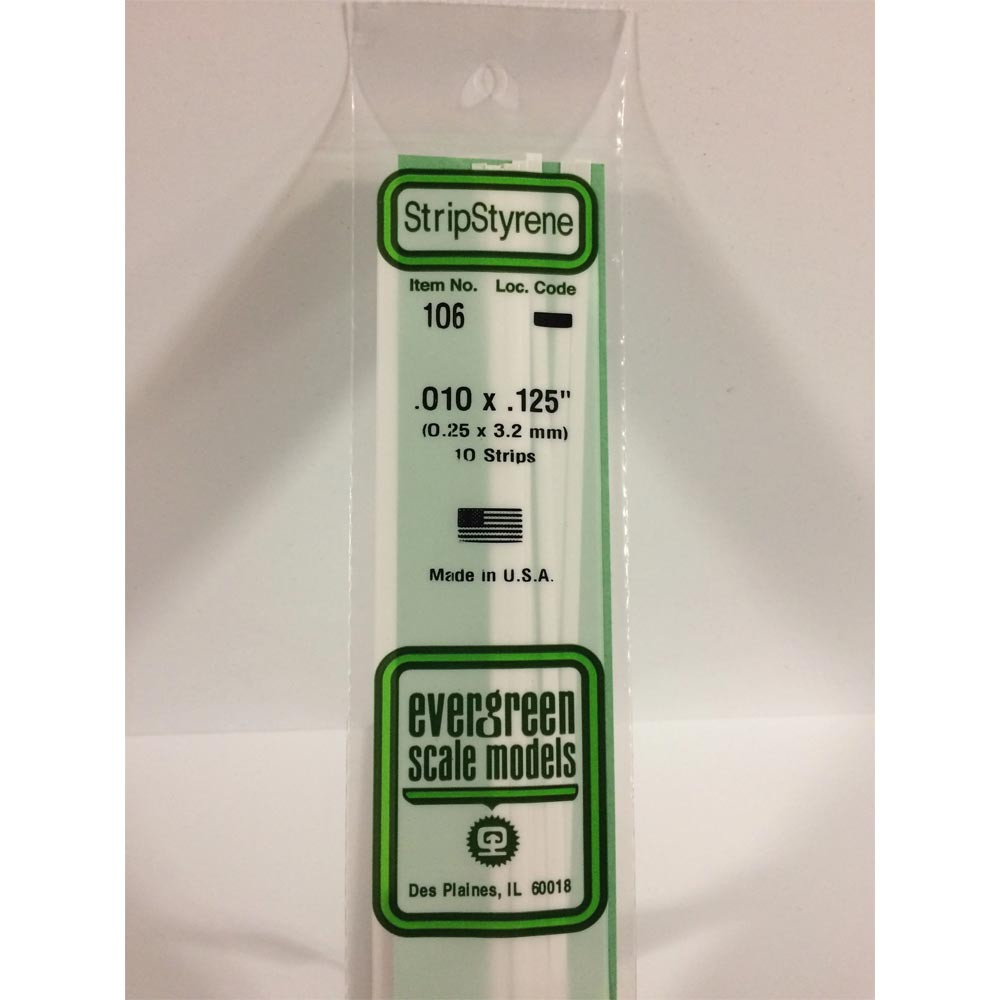 StripStyrene
Item No. Loc. Code
106
.010 x .125"
(0.25 x 3.2 mm)
10 Strips
Made in U.S.A.
evergreen
scale models
Des Plaines, IL 60018